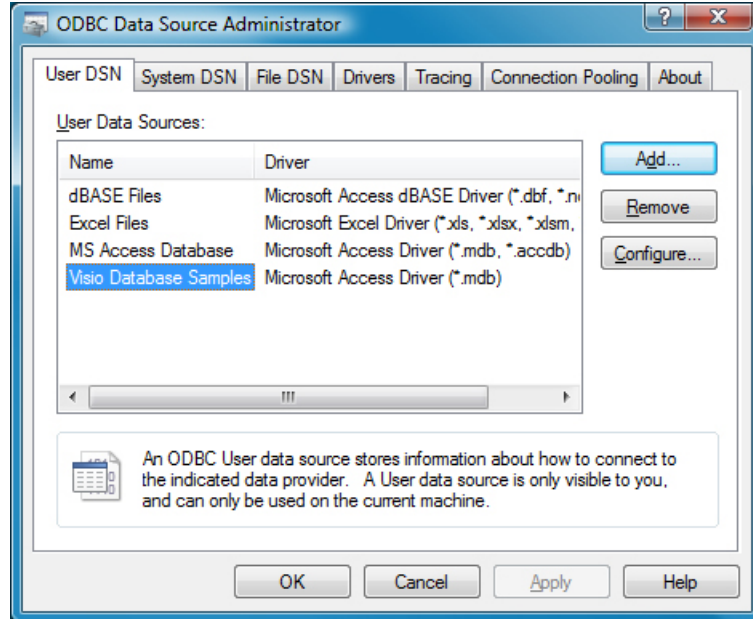 ODBC Data Source Administrator
? X
User DSN System DSN File DSN Drivers Tracing Connection Pooling About
User Data Sources:
Name Driver
dBASE Files Microsoft Access dBASE Driver (*.dbf, *.n
Excel Files Microsoft Excel Driver (*.xls, *.xlsx, *.xlsm,
MS Access Database Microsoft Access Driver (*.mdb, *.accdb)
Visio Database Samples Microsoft Access Driver (*.mdb)
Add...
Remove
Configure...
An ODBC User data source stores information about how to connect to
the indicated data provider. A User data source is only visible to you,
and can only be used on the current machine.
OK Cancel Apply Help